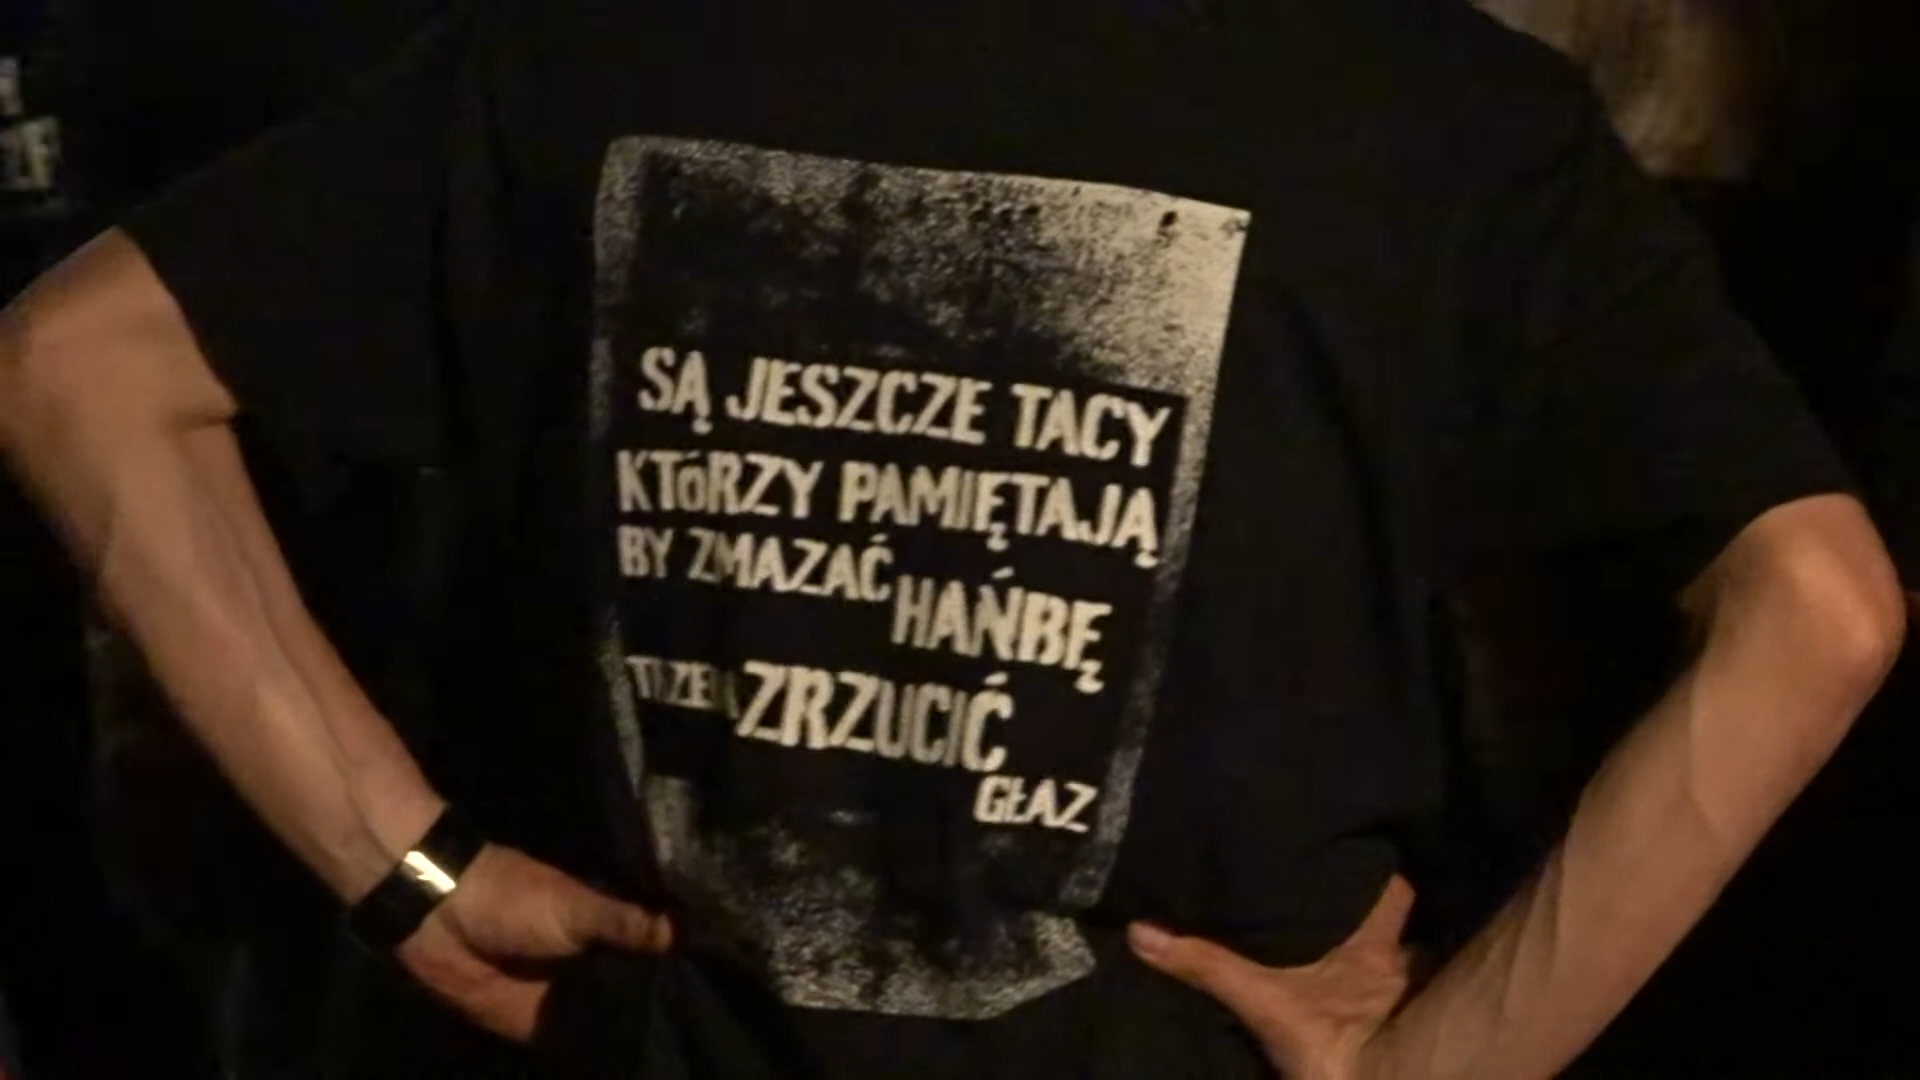 SĄ JESZCZE TACY
KTÓRZY PAMIĘTAJĄ
BY ZMAZAĆ HAŃBĘ
ZRZUCIĆ
GŁAZ